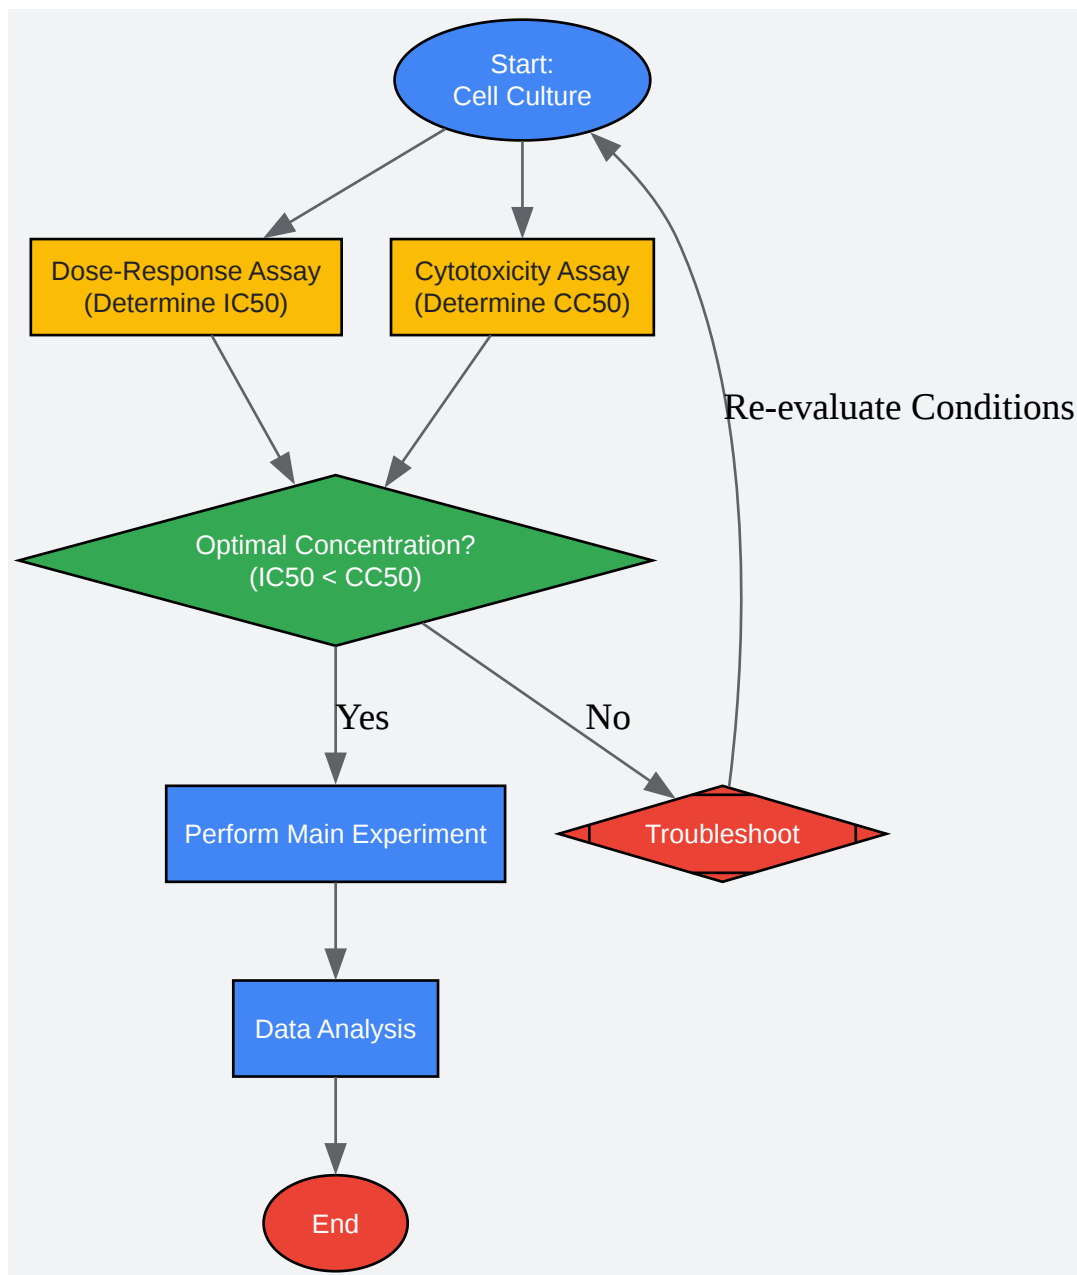 Start:
Cell Culture
Dose-Response Assay
(Determine IC50)
Cytotoxicity Assay
(Determine CC50)
Re-evaluate Conditions
Optimal Concentration?
(IC50 < CC50)
Yes
No
Perform Main Experiment
Troubleshoot
Data Analysis
End